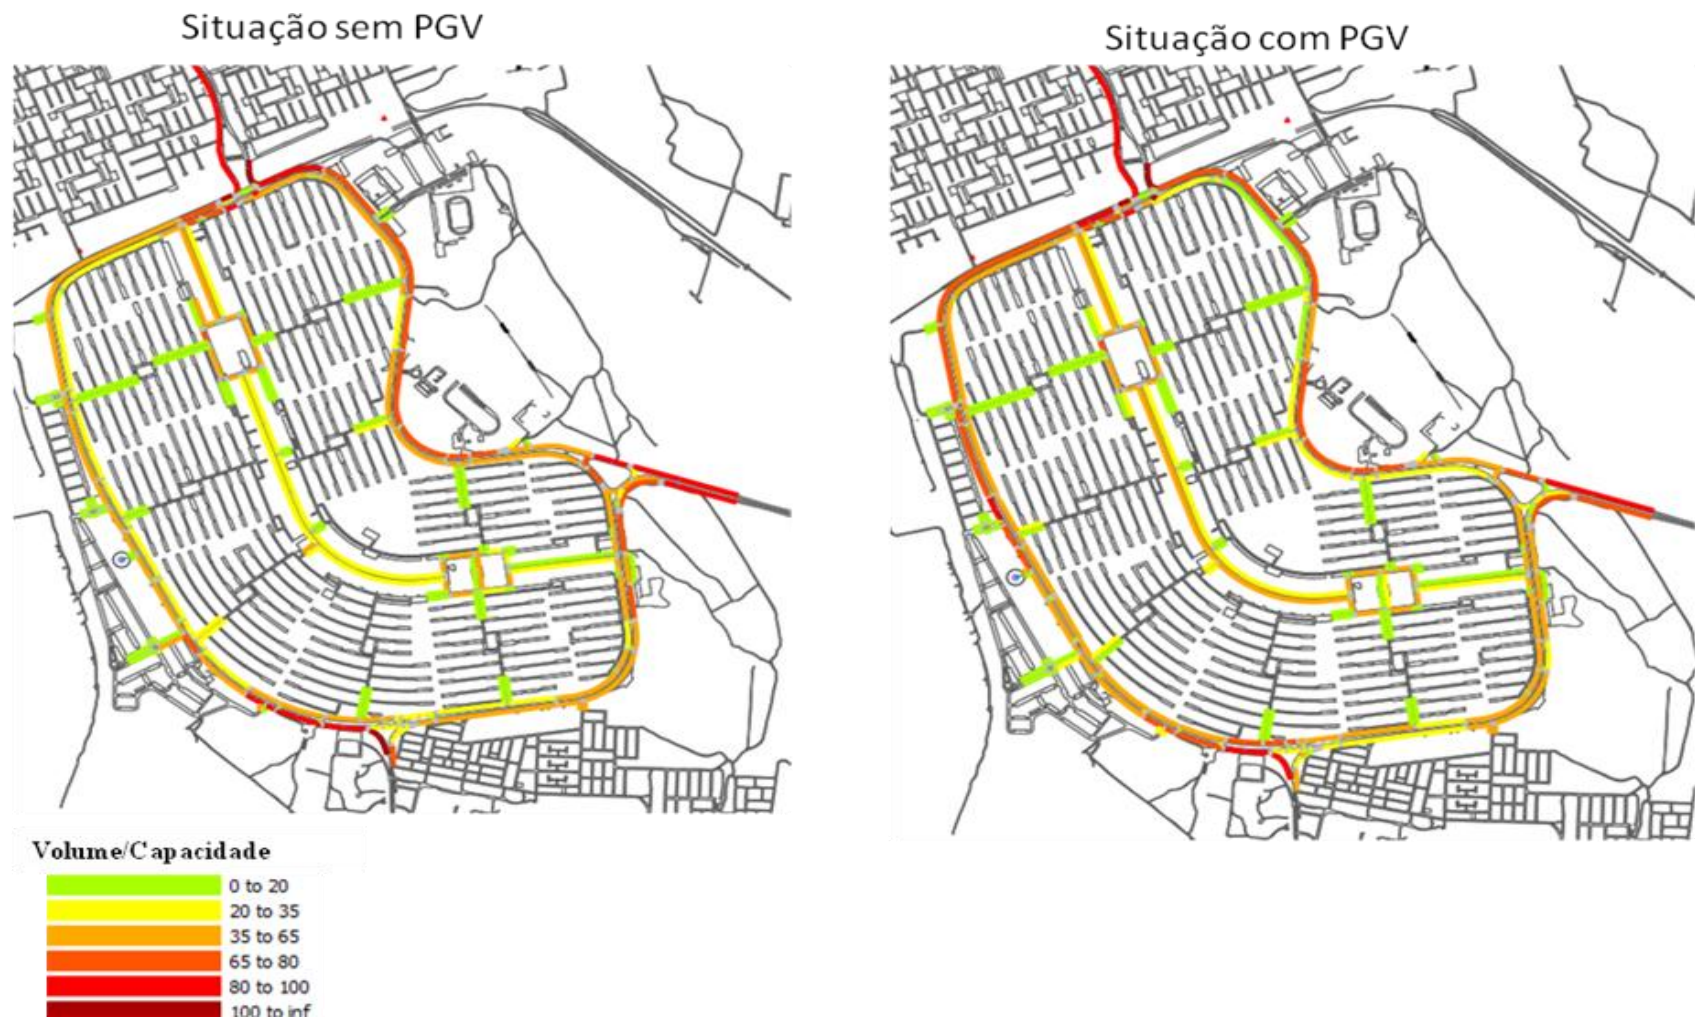 Situação sem PGV
Situação com PGV
Volume/Capacidade
0 to 20
20 to 35
35 to 65
65 to 80
80 to 100
100 to inf